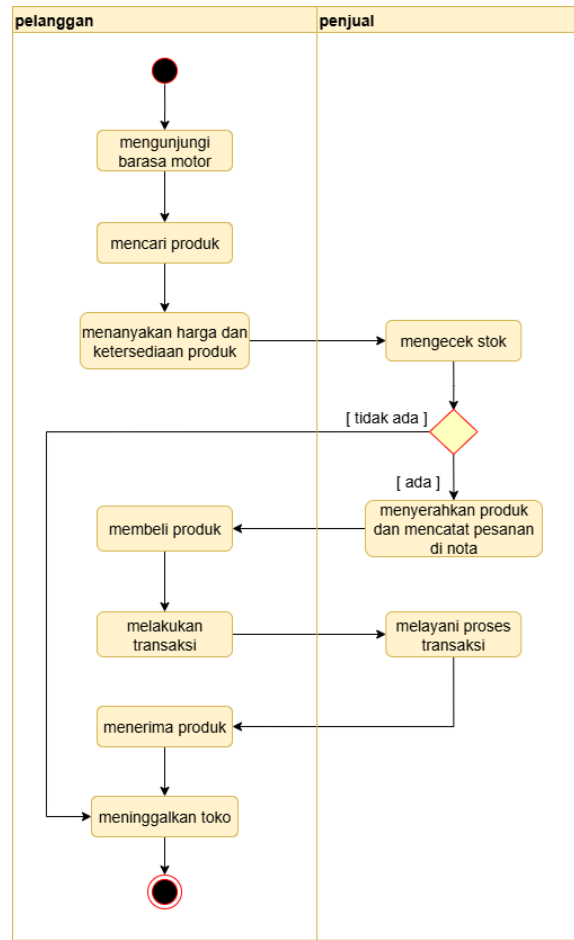 pelanggan
penjual
mengunjungi
barasa motor
mencari produk
menanyakan harga dan
ketersediaan produk
mengecek stok
[ tidak ada ]
[ ada ]
menyerahkan produk
dan mencatat pesanan
di nota
membeli produk
melakukan
transaksi
melayani proses
transaksi
menerima produk
meninggalkan toko